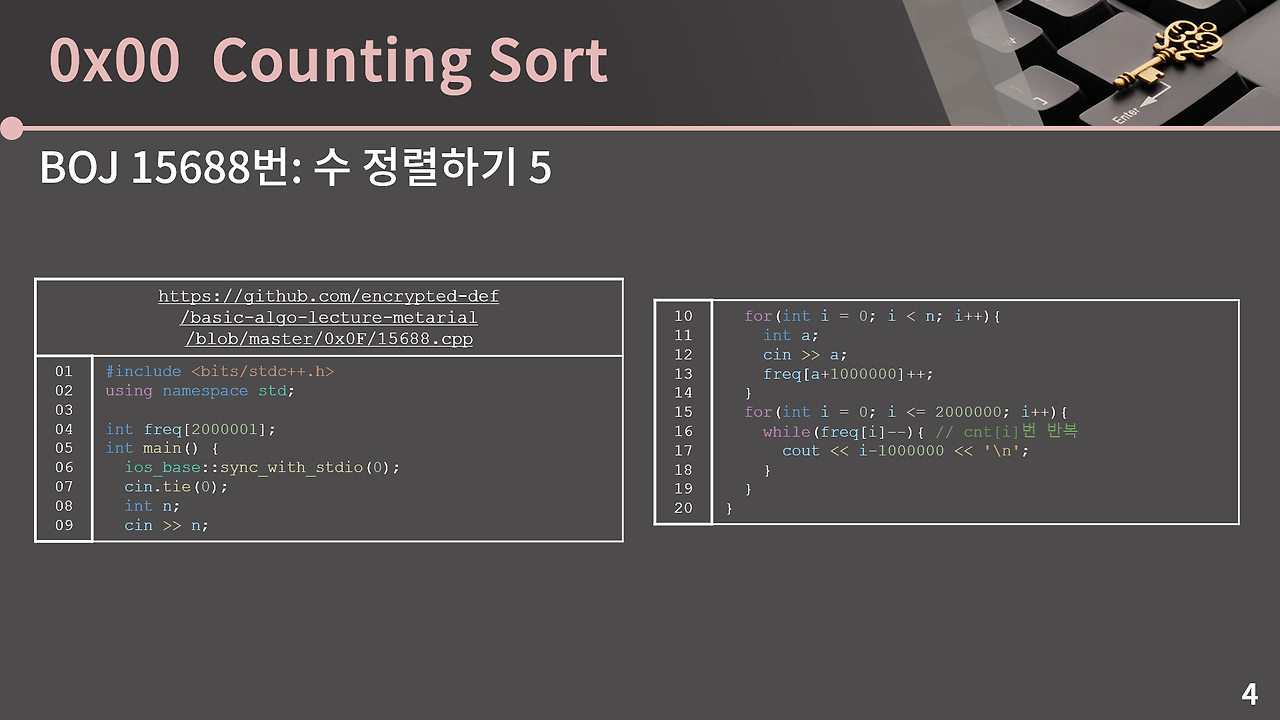 0x00 Counting Sort
Enter
BOJ 15688번: 수 정렬하기 5
https://github.com/encrypted-def
/basic-algo-lecture-metarial
/blob/master/0x0F/15688.cpp
01 #include <bits/stdc++.h>
02 using namespace std;
03
04 int freq[2000001];
05 int main() {
06 ios_base::sync_with_stdio(0);
07 cin.tie(0);
08 int n;
09 cin >> n;
10 for(int i = 0; i < n; i++){
11 int a;
12 cin >> a;
13 freq[a+1000000]++;
14 }
15 for(int i = 0; i <= 2000000; i++){
16 while(freq[i]--){ // cnt[i]번 반복
17 cout << i-1000000 << '\n';
18 }
19 }
20 }
4